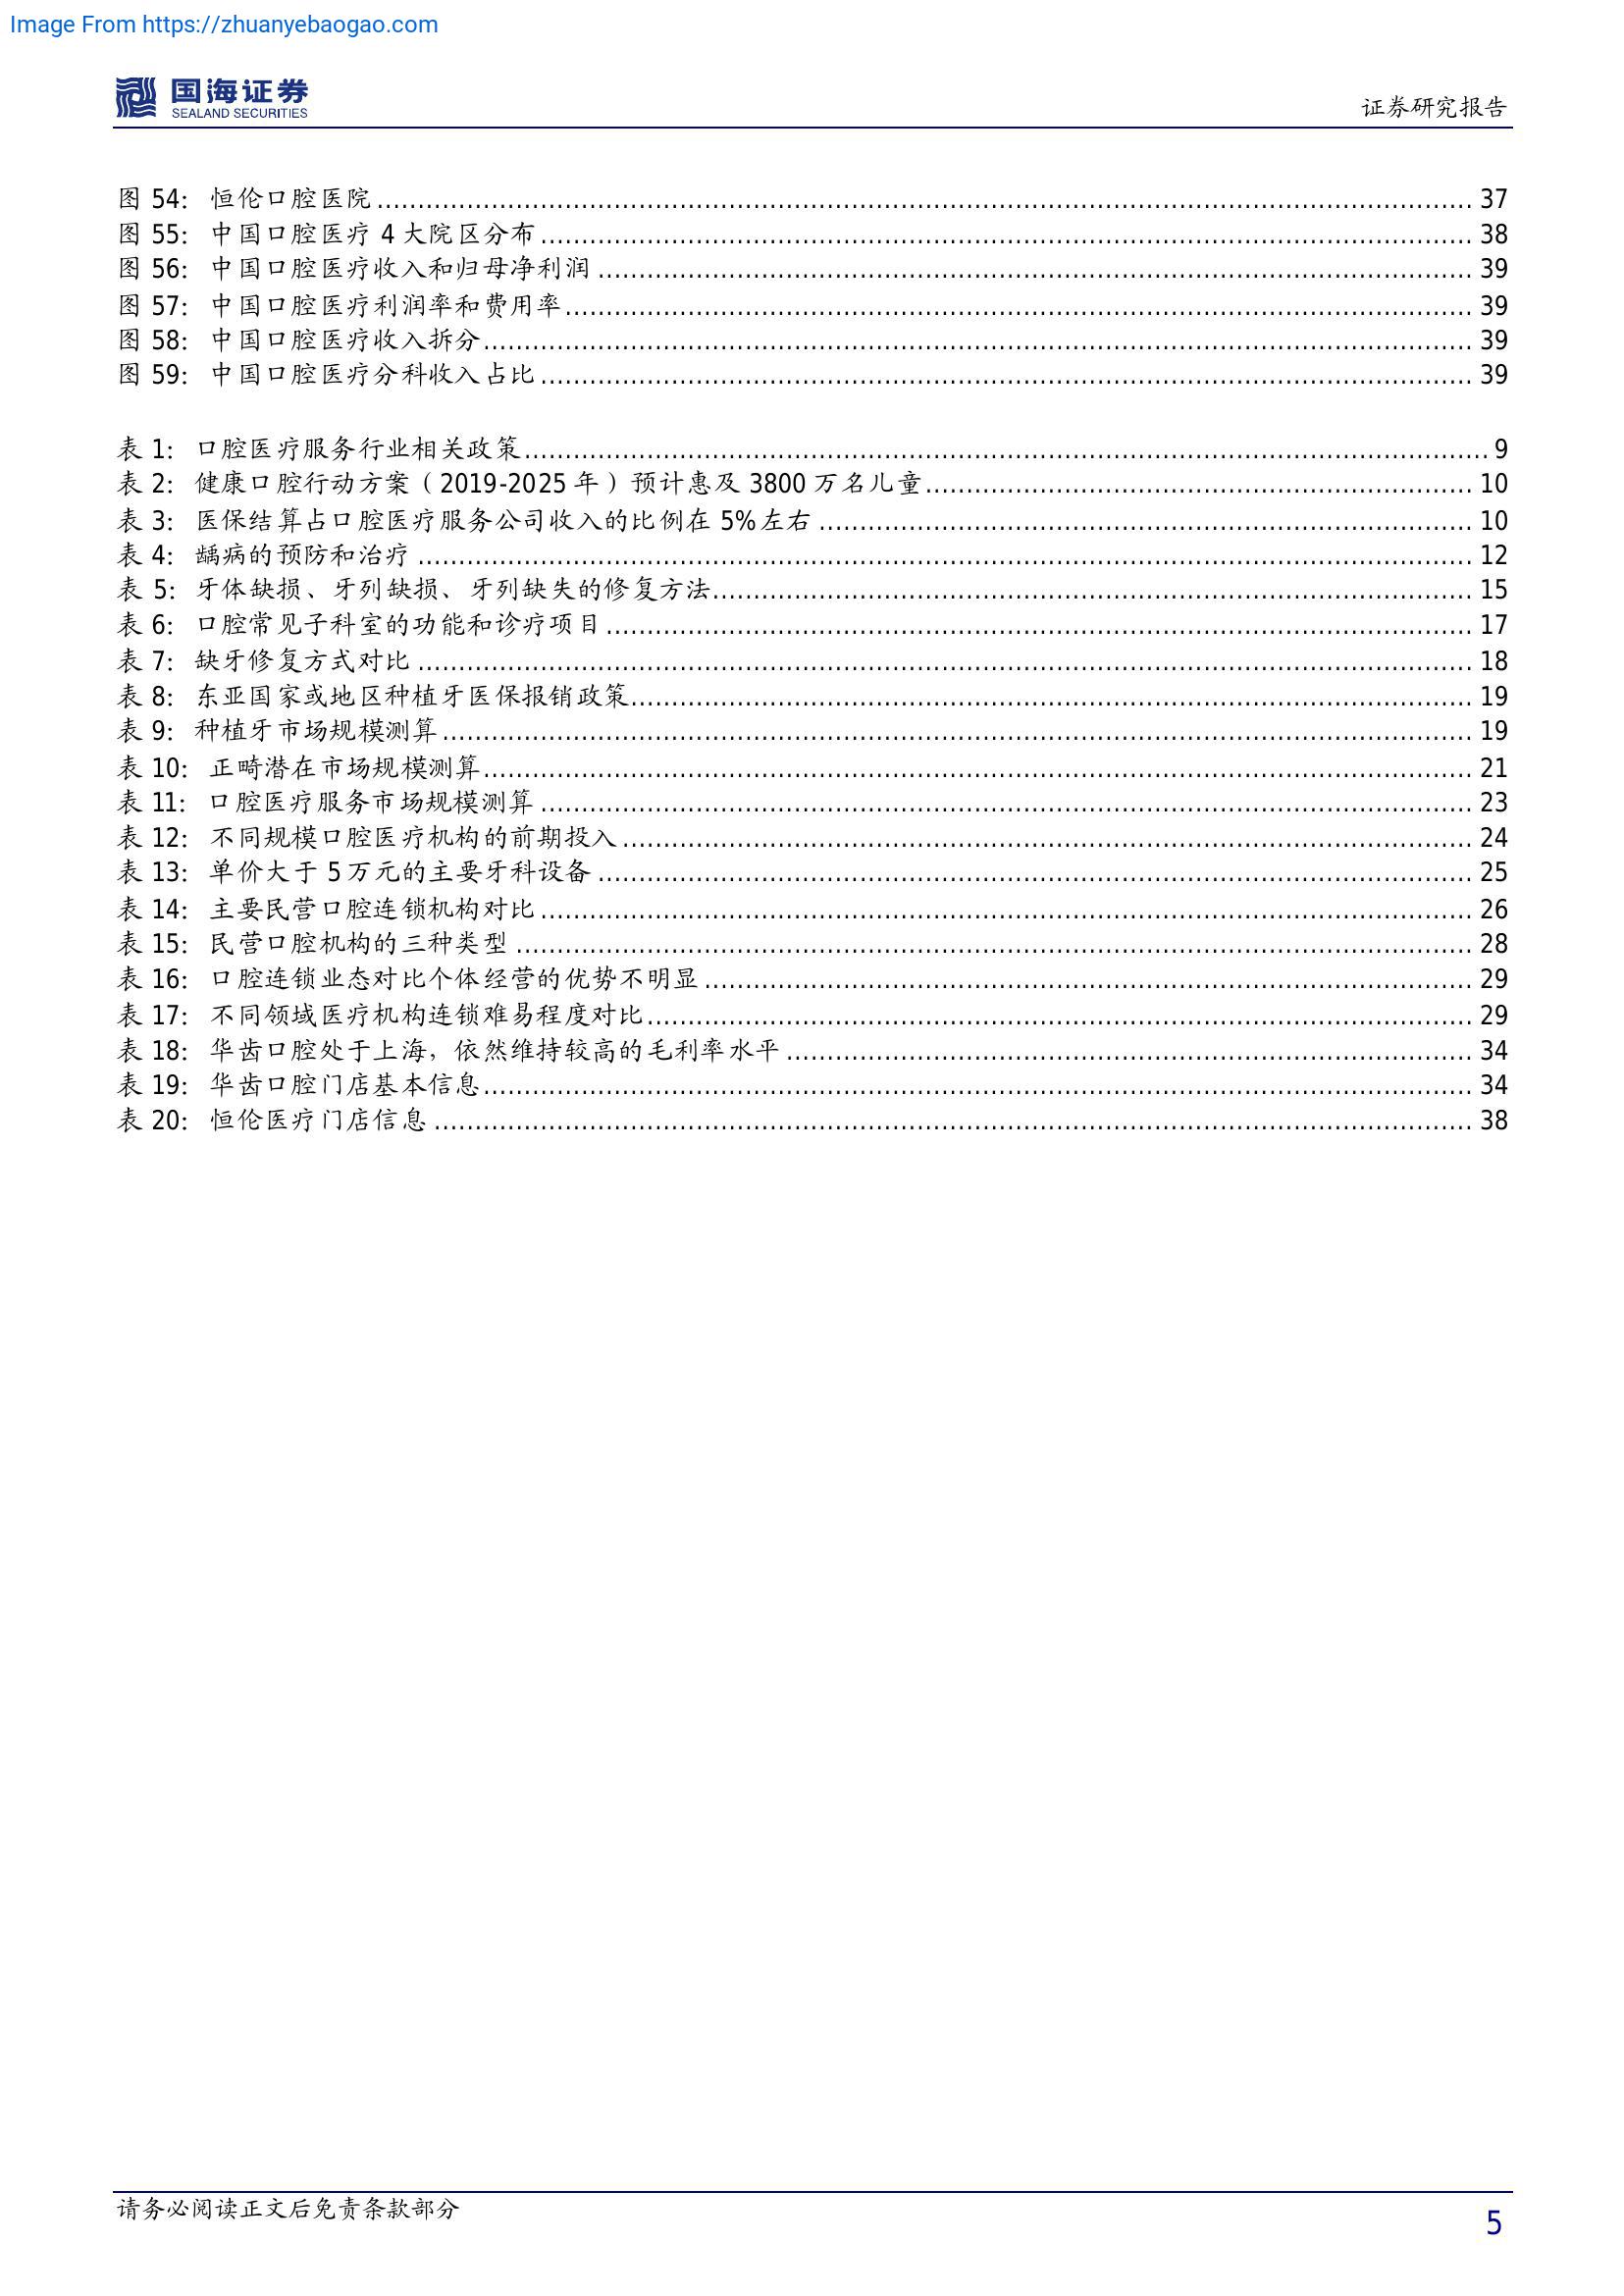 Image From https://zhuanyebaogao.com
国海证券
SEALAND SECURITIES
证券研究报告
图 54: 恒伦口腔医院........................................37
图 55: 中国口腔医疗 4 大院区分布........................................38
图 56: 中国口腔医疗收入和归母净利润........................................39
图 57: 中国口腔医疗利润率和费用率........................................39
图 58: 中国口腔医疗收入拆分........................................39
图 59: 中国口腔医疗分科收入占比........................................39
表 1: 口腔医疗服务行业相关政策........................................9
表 2: 健康口腔行动方案（2019-2025 年）预计惠及 3800 万名儿童........................................10
表 3: 医保结算占口腔医疗服务公司收入的比例在 5%左右........................................10
表 4: 龋病的预防和治疗........................................12
表 5: 牙体缺损、牙列缺损、牙列缺失的修复方法........................................15
表 6: 口腔常见子科室的功能和诊疗项目........................................17
表 7: 缺牙修复方式对比........................................18
表 8: 东亚国家或地区种植牙医保报销政策........................................19
表 9: 种植牙市场规模测算........................................19
表 10: 正畸潜在市场规模测算........................................21
表 11: 口腔医疗服务市场规模测算........................................23
表 12: 不同规模口腔医疗机构的前期投入........................................24
表 13: 单价大于 5 万元的主要牙科设备........................................25
表 14: 主要民营口腔连锁机构对比........................................26
表 15: 民营口腔机构的三种类型........................................28
表 16: 口腔连锁业态对比个体经营的优势不明显........................................29
表 17: 不同领域医疗机构连锁难易程度对比........................................29
表 18: 华齿口腔处于上海，依然维持较高的毛利率水平........................................34
表 19: 华齿口腔门店基本信息........................................34
表 20: 恒伦医疗门店信息........................................38
请务必阅读正文后免责条款部分
5